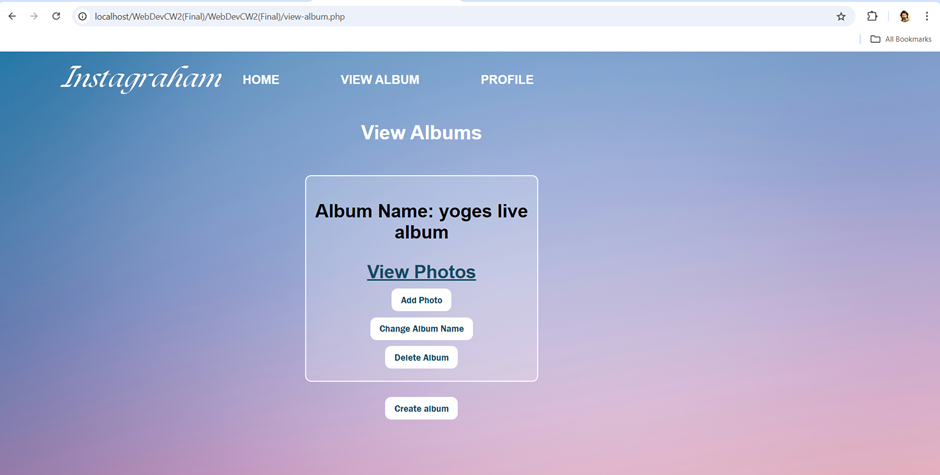 localhost/WebDevCW2(Final)/WebDevCW2(Final)/view-album.php
All Bookmarks
Instagraham HOME VIEW ALBUM PROFILE
View Albums
Album Name: yoges live
album
View Photos
Add Photo
Change Album Name
Delete Album
Create album